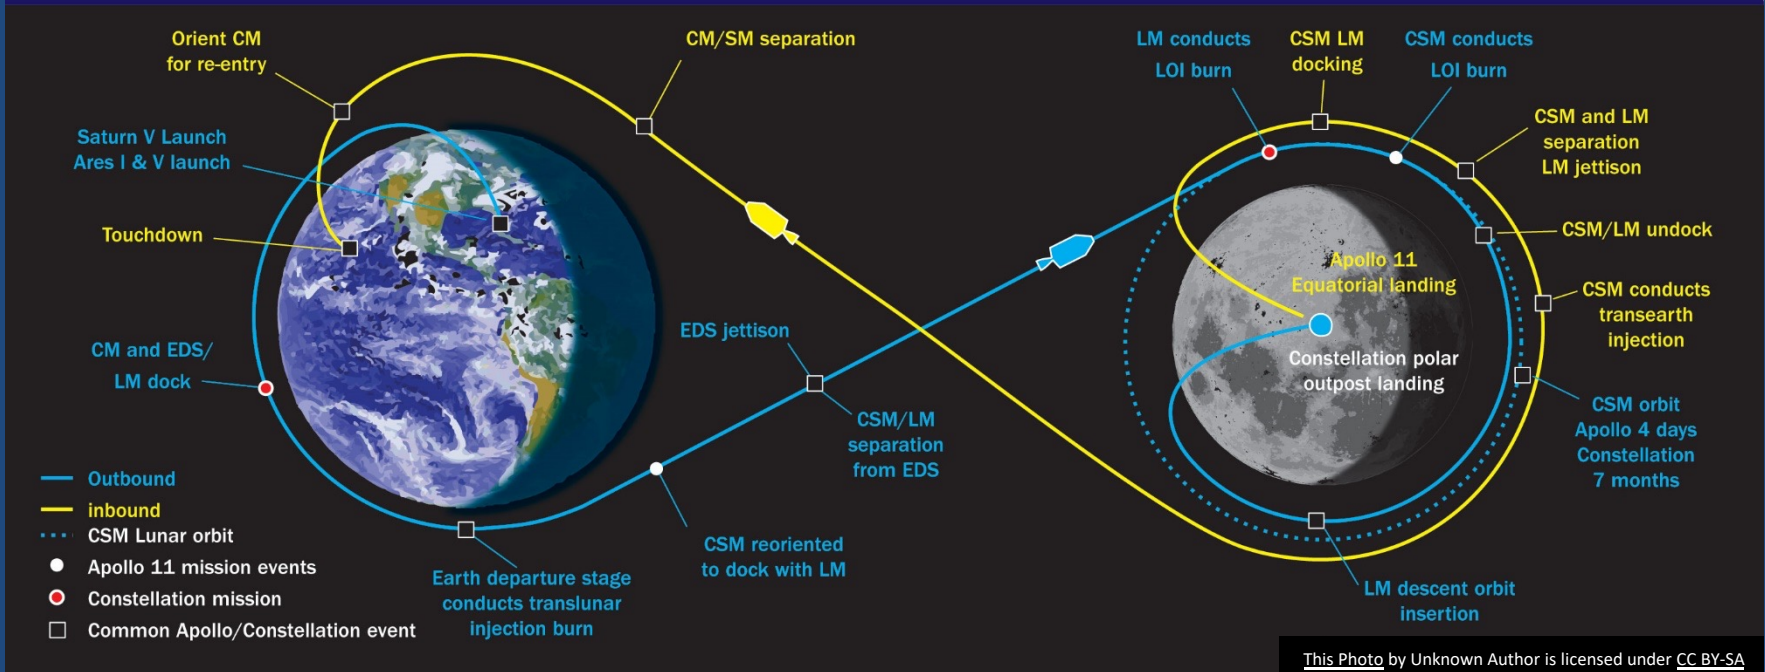 Orient CM
for re-entry
CM/SM separation
LM conducts
LOI burn
CSM LM
docking
CSM conducts
LOI burn
Saturn V Launch
Ares I & V launch
CSM and LM
separation
LM jettison
Touchdown
CSM/LM undock
Apollo 11
Equatorial landing
CSM conducts
transearth
injection
EDS jettison
CM and EDS/
LM dock
Constellation polar
outpost landing
CSM orbit
Apollo 4 days
Constellation
7 months
CSM/LM
separation
from EDS
CSM reoriented
to dock with LM
Earth departure stage
conducts translunar
injection burn
LM descent orbit
insertion
Outbound
inbound
CSM Lunar orbit
Apollo 11 mission events
Constellation mission
Common Apollo/Constellation event
This Photo by Unknown Author is licensed under CC BY-SA